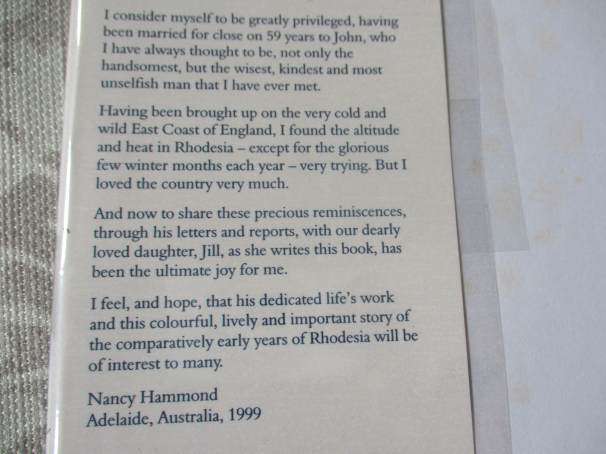 I consider myself to be greatly privileged, having
been married for close on 59 years to John, who
I have always thought to be, not only the
handsomest, but the wisest, kindest and most
unselfish man that I have ever met.
Having been brought up on the very cold and
wild East Coast of England, I found the altitude
and heat in Rhodesia – except for the glorious
few winter months each year – very trying. But I
loved the country very much.
And now to share these precious reminiscences,
through his letters and reports, with our dearly
loved daughter, Jill, as she writes this book, has
been the ultimate joy for me.
I feel, and hope, that his dedicated life's work
and this colourful, lively and important story of
the comparatively early years of Rhodesia will be
of interest to many.
Nancy Hammond
Adelaide, Australia, 1999